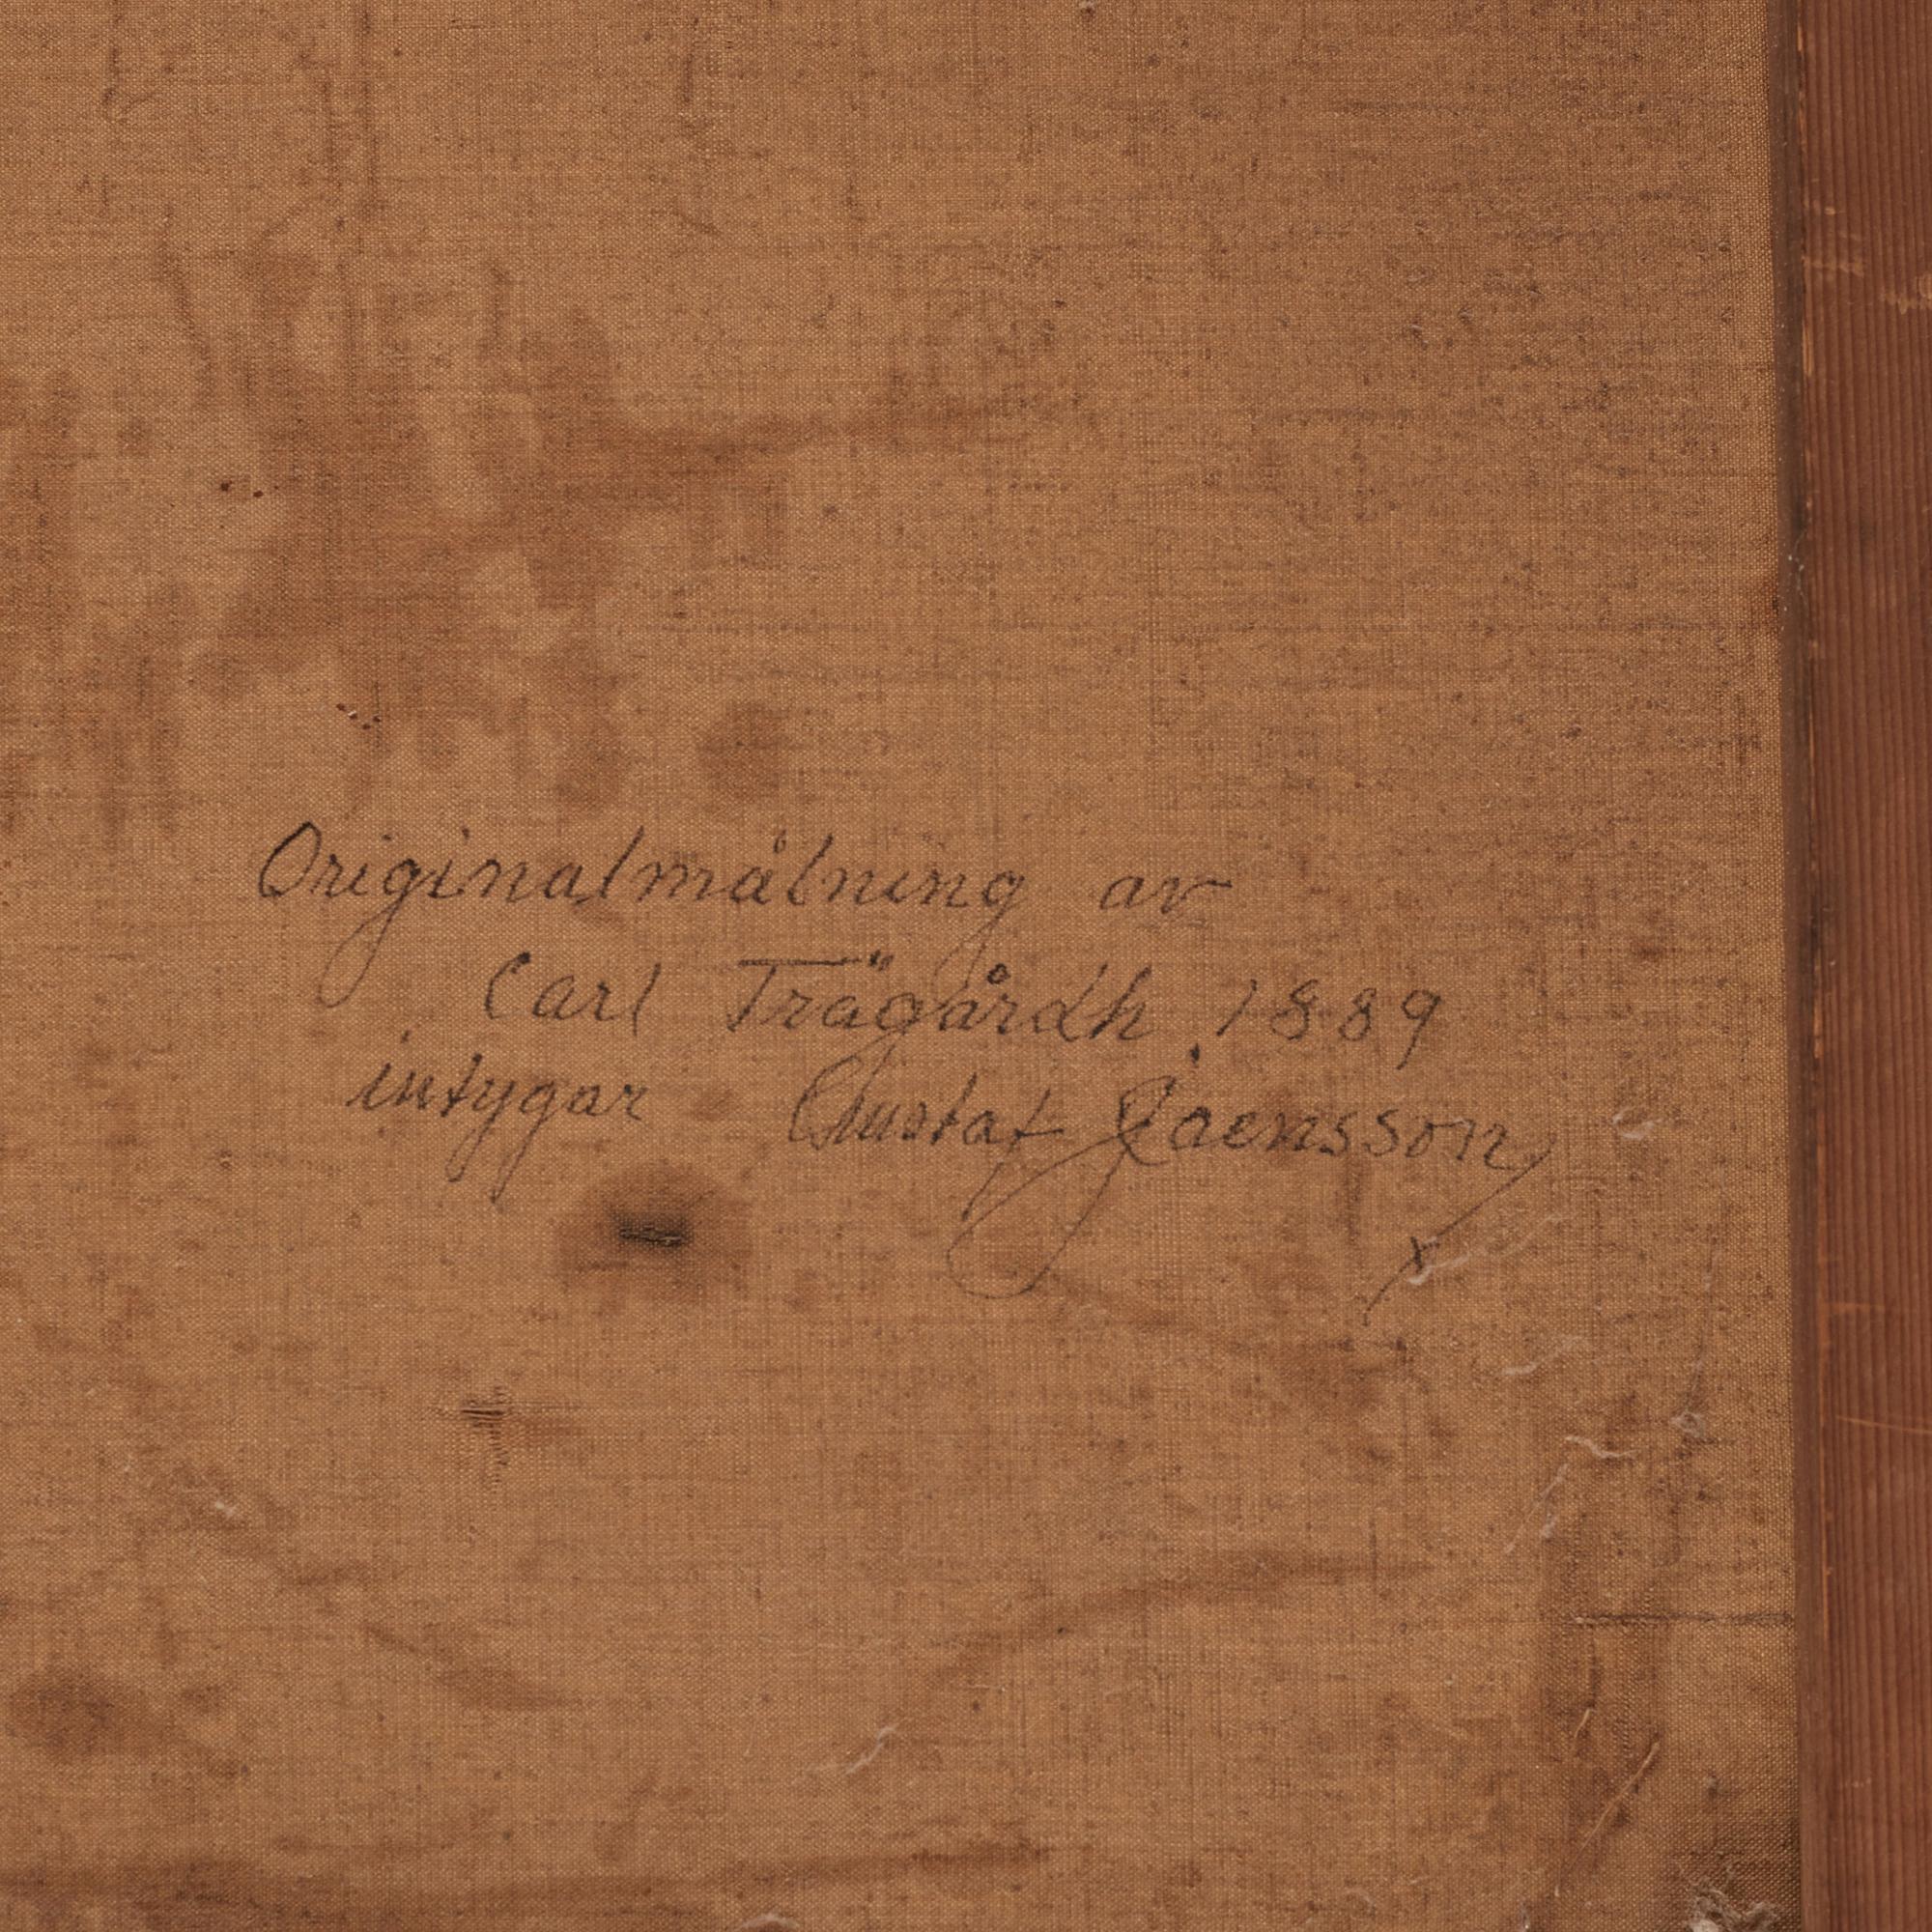 Originalmålning av
Carl Trägårdh 1889
intygar Gustaf Jaensson
x